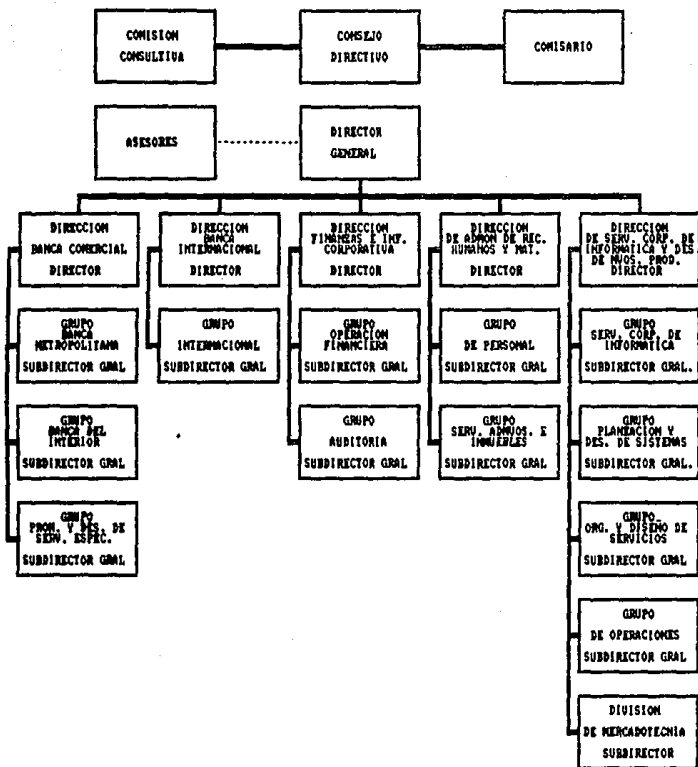 COMISION
CONSULTIVA
CONSEJO
DIRECTIVO
COMISARIO
ASESORES
DIRECTOR
GENERAL
DIRECCION
BANCA COMERCIAL
DIRECTOR
DIRECCION
BANCA
INTERNACIONAL
DIRECTOR
DIRECCION
FINANZAS E INF.
CORPORATIVA
DIRECTOR
DIRECCION
DE ADMON DE REC.
HUMANOS Y MAT.
DIRECTOR
DIRECCION
DE SERV. CORP. DE
INFORMATICA Y DES.
DE NVOS. PROD.
DIRECTOR
GRUPO
BANCA
METROPOLITANA
SUBDIRECTOR GRAL
GRUPO
INTERNACIONAL
SUBDIRECTOR GRAL
GRUPO
OPERACION
FINANCIERA
SUBDIRECTOR GRAL
GRUPO
DE PERSONAL
SUBDIRECTOR GRAL
GRUPO
SERV. CORP. DE
INFORMATICA
SUBDIRECTOR GRAL.
GRUPO
BANCA DEL
INTERIOR
SUBDIRECTOR GRAL
GRUPO
AUDITORIA
SUBDIRECTOR GRAL
GRUPO
SERV. ADMVOS. E
INMUEBLES
SUBDIRECTOR GRAL
GRUPO
PLANEACION Y
DES. DE SISTEMAS
SUBDIRECTOR GRAL.
GRUPO
PROM. Y DES. DE
SERV. ESPEC.
SUBDIRECTOR GRAL
GRUPO
ORG. Y DISEÑO DE
SERVICIOS
SUBDIRECTOR GRAL
GRUPO
DE OPERACIONES
SUBDIRECTOR GRAL
DIVISION
DE MERCADOTECNIA
SUBDIRECTOR